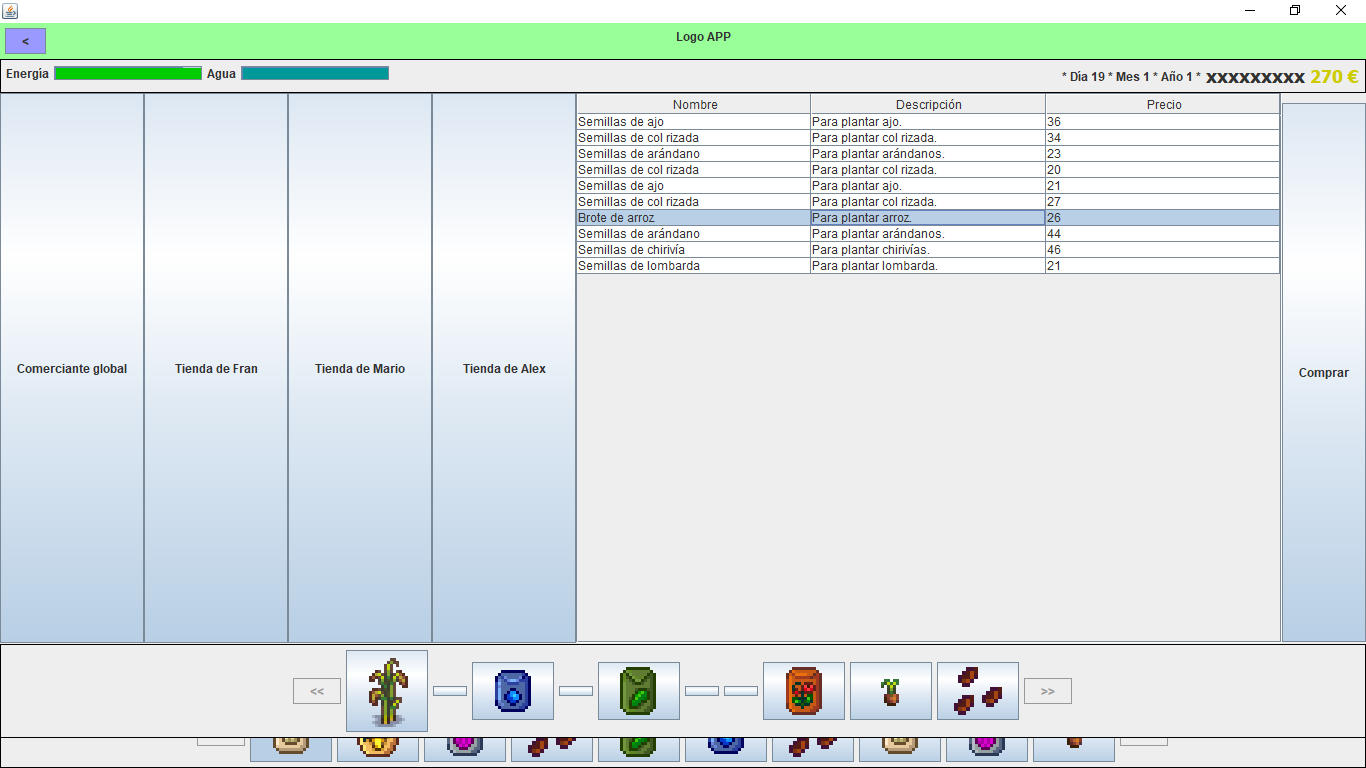 <
Logo APP
Energía Agua * Día 19 * Mes 1 * Año 1 * xxxxxxxxx 270 €
Nombre Descripción Precio
Semillas de ajo Para plantar ajo. 36
Semillas de col rizada Para plantar col rizada. 34
Semillas de arándano Para plantar arándanos. 23
Semillas de col rizada Para plantar col rizada. 20
Semillas de ajo Para plantar ajo. 21
Semillas de col rizada Para plantar col rizada. 27
Brote de arroz Para plantar arroz. 26
Semillas de arándano Para plantar arándanos. 44
Semillas de chirivía Para plantar chirivías. 46
Semillas de lombarda Para plantar lombarda. 21
Comerciante global Tienda de Fran Tienda de Mario Tienda de Alex Comprar
<< >>